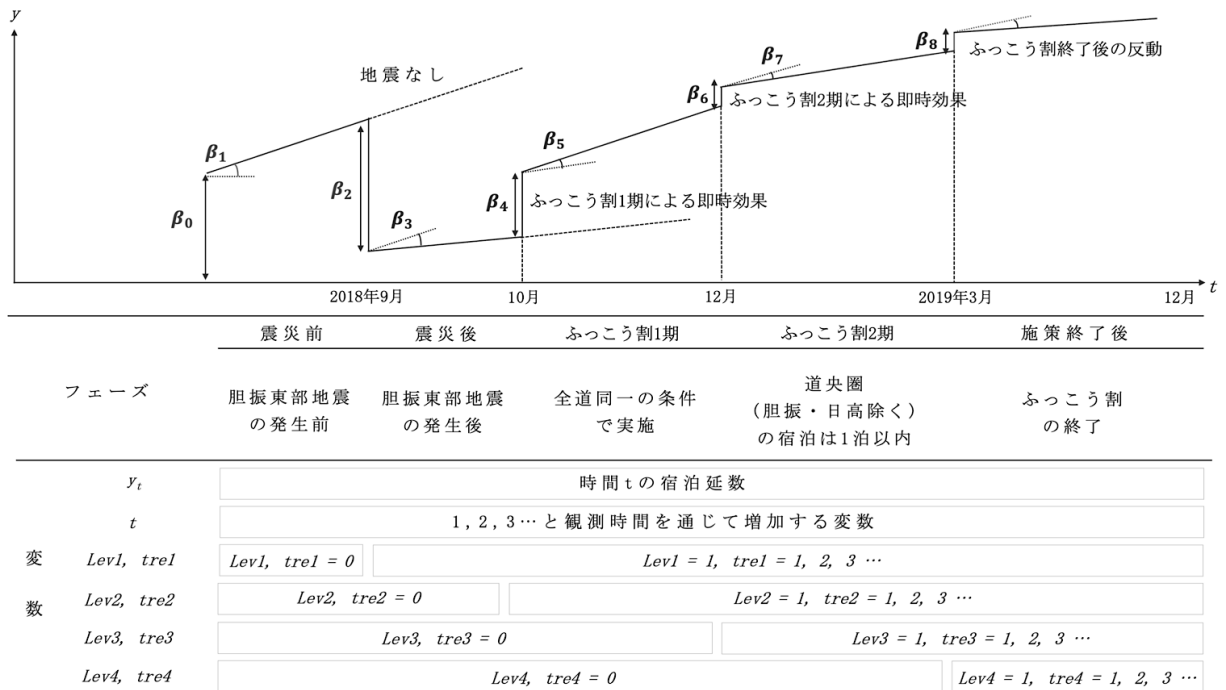 y
地震なし
β8
ふっこう割終了後の反動
β7
β6
ふっこう割2期による即時効果
β1
β5
β2
β4
ふっこう割1期による即時効果
β0
β3
2018年9月
10月
12月
2019年3月
12月
t
震災前
震災後
ふっこう割1期
ふっこう割2期
施策終了後
フェーズ
胆振東部地震
の発生前
胆振東部地震
の発生後
全道同一の条件
で実施
道央圏
（胆振・日高除く）
の宿泊は1泊以内
ふっこう割
の終了
変
数
yt
時間tの宿泊延数
t
1, 2, 3…と観測時間を通じて増加する変数
Lev1, tre1
Lev1, tre1 = 0
Lev1 = 1, tre1 = 1, 2, 3 …
Lev2, tre2
Lev2, tre2 = 0
Lev2 = 1, tre2 = 1, 2, 3 …
Lev3, tre3
Lev3, tre3 = 0
Lev3 = 1, tre3 = 1, 2, 3 …
Lev4, tre4
Lev4, tre4 = 0
Lev4 = 1, tre4 = 1, 2, 3 …